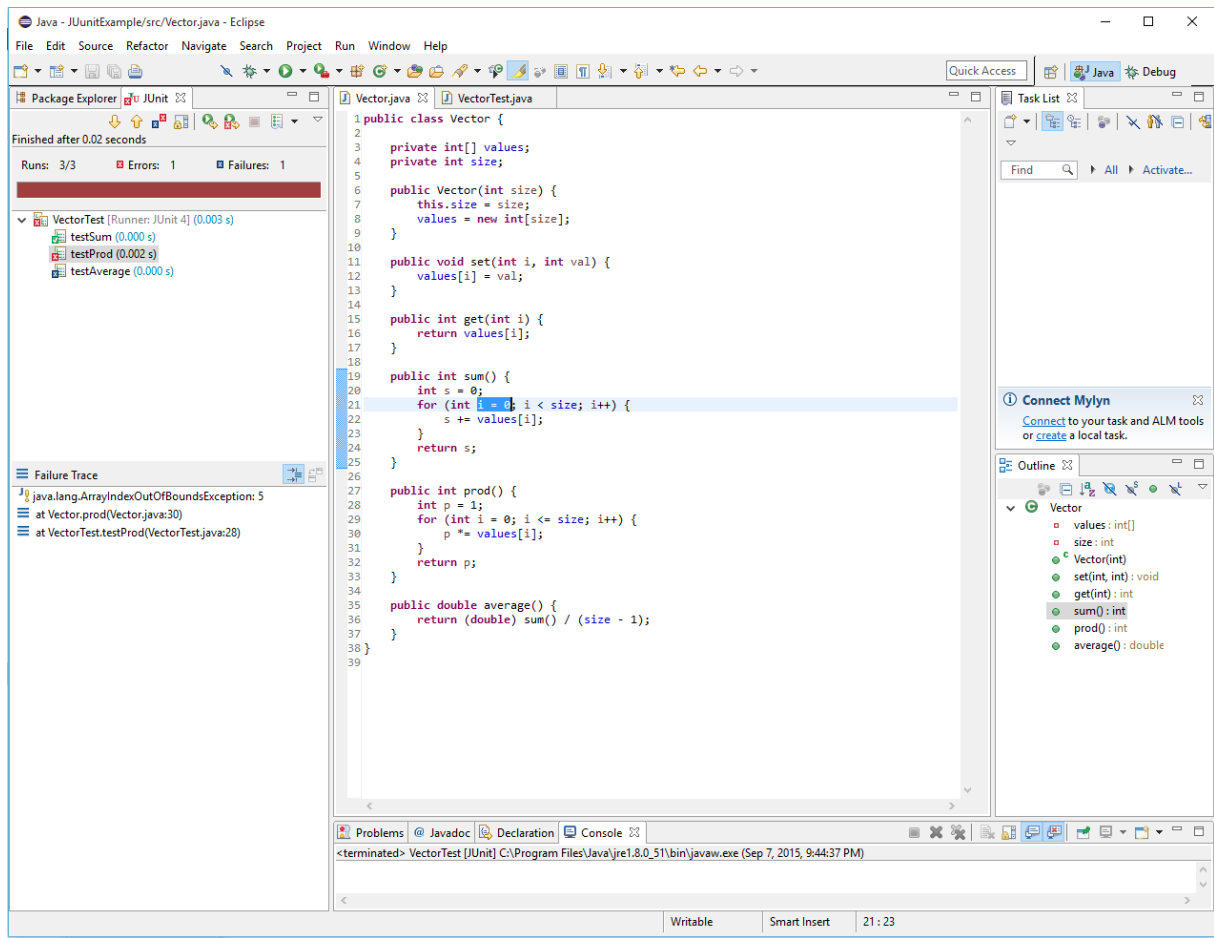 Java - JUunitExample/src/Vector.java - Eclipse
File Edit Source Refactor Navigate Search Project Run Window Help
Quick Access Java Debug
Package Explorer JUnit
Finished after 0.02 seconds
Runs: 3/3 Errors: 1 Failures: 1
VectorTest [Runner: JUnit 4] (0.003 s)
testSum (0.000 s)
testProd (0.002 s)
testAverage (0.000 s)
Failure Trace
java.lang.ArrayIndexOutOfBoundsException: 5
at Vector.prod(Vector.java:30)
at VectorTest.testProd(VectorTest.java:28)
Vector.java VectorTest.java
1 public class Vector {
2
3     private int[] values;
4     private int size;
5
6     public Vector(int size) {
7         this.size = size;
8         values = new int[size];
9     }
10
11     public void set(int i, int val) {
12         values[i] = val;
13     }
14
15     public int get(int i) {
16         return values[i];
17     }
18
19     public int sum() {
20         int s = 0;
21         for (int i = 0; i < size; i++) {
22             s += values[i];
23         }
24         return s;
25     }
26
27     public int prod() {
28         int p = 1;
29         for (int i = 0; i <= size; i++) {
30             p *= values[i];
31         }
32         return p;
33     }
34
35     public double average() {
36         return (double) sum() / (size - 1);
37     }
38 }
39
Task List
Find All Activate...
Connect Mylyn
Connect to your task and ALM tools
or create a local task.
Outline
Vector
values : int[]
size : int
Vector(int)
set(int, int) : void
get(int) : int
sum() : int
prod() : int
average() : double
Problems @ Javadoc Declaration Console
<terminated> VectorTest [JUnit] C:\Program Files\Java\jre1.8.0_51\bin\javaw.exe (Sep 7, 2015, 9:44:37 PM)
Writable Smart Insert 21 : 23